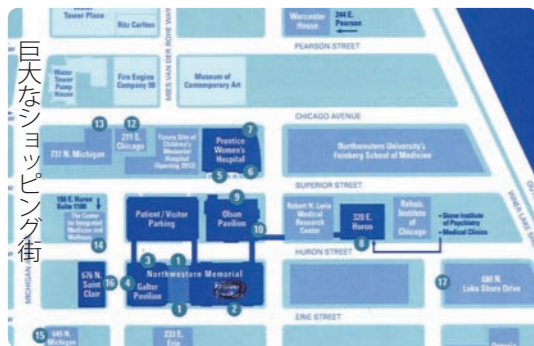 Tower Place
Ritz Carlton
MIES VAN DER ROHE WAY
Worcester
House
244 E.
Pearson
PEARSON STREET
Water
Tower
Pump
House
Fire Engine
Company 98
Museum of
Contemporary Art
巨大なショッピング街
CHICAGO AVENUE
13
12
737 N. Michigan
211 E.
Chicago
Future Site of
Children's
Memorial
Hospital
(Opening 2012)
7
Prentice
Women's
Hospital
5
6
Northwestern University's
Feinberg School of Medicine
SUPERIOR STREET
150 E. Huron
Suite 1100
The Center
for Integrated
Medicine and
Wellness
14
Patient / Visitor
Parking
9
Olson
Pavilion
10
Robert H. Lurie
Medical
Research
Center
320 E.
Huron
8
Rehab.
Institute
of
Chicago
• Stone Institute
of Psychiatry
• Medical Clinics
INNER LAKE
HURON STREET
MICHIGAN
676 N.
Saint
Clair
16
3
1
4
Northwestern Memorial
Galter
Pavilion
1
2
17
680 N.
Lake Shore Drive
ERIE STREET
15
645 N.
Michigan
233 E.
Erie